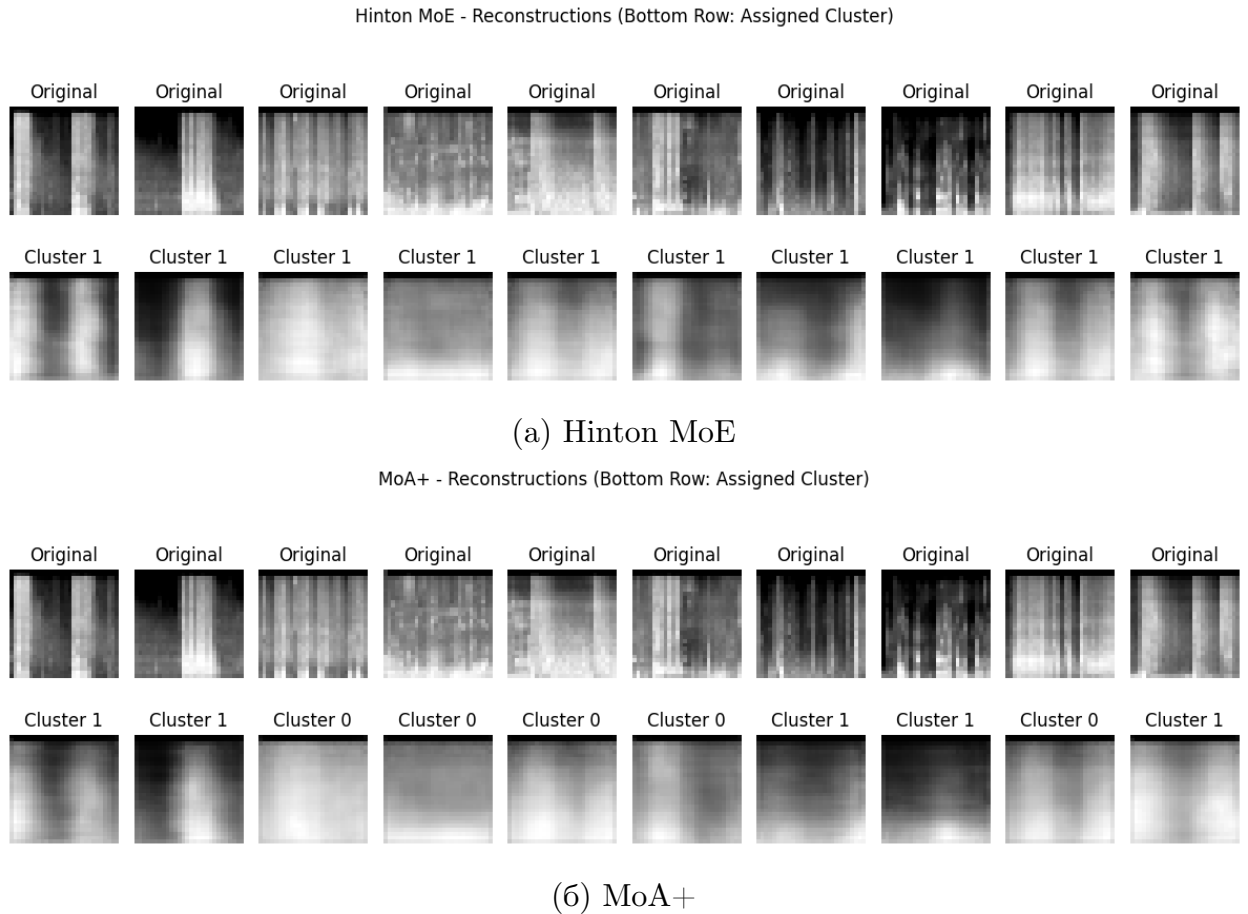 Hinton MoE - Reconstructions (Bottom Row: Assigned Cluster)
Original Original Original Original Original Original Original Original Original Original
Cluster 1 Cluster 1 Cluster 1 Cluster 1 Cluster 1 Cluster 1 Cluster 1 Cluster 1 Cluster 1 Cluster 1
(а) Hinton MoE
MoA+ - Reconstructions (Bottom Row: Assigned Cluster)
Original Original Original Original Original Original Original Original Original Original
Cluster 1 Cluster 1 Cluster 0 Cluster 0 Cluster 0 Cluster 0 Cluster 1 Cluster 1 Cluster 0 Cluster 1
(б) MoA+